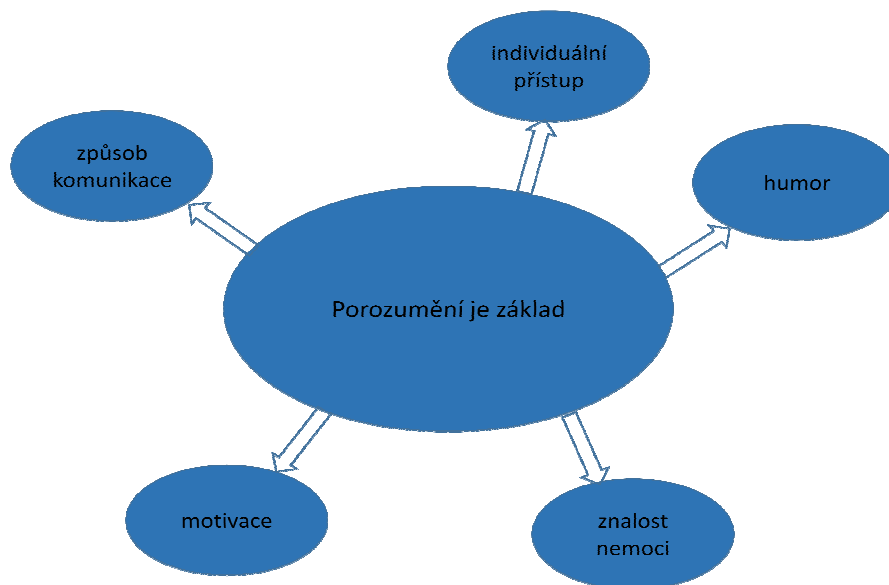 individuální
přístup
způsob
komunikace
humor
Porozumění je základ
motivace
znalost
nemoci